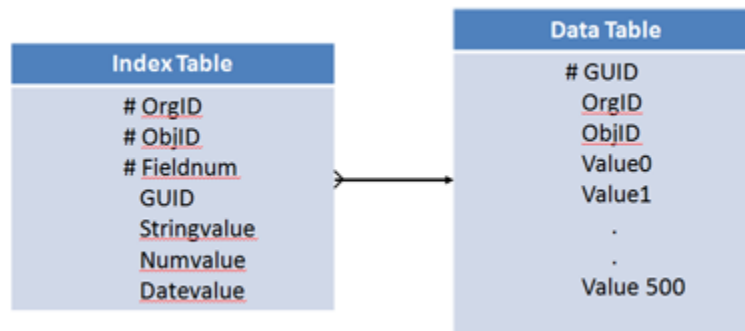 Index Table
# OrgID
# ObjID
# Fieldnum
GUID
Stringvalue
Numvalue
Datevalue
Data Table
# GUID
OrgID
ObjID
Value0
Value1
.
.
Value 500